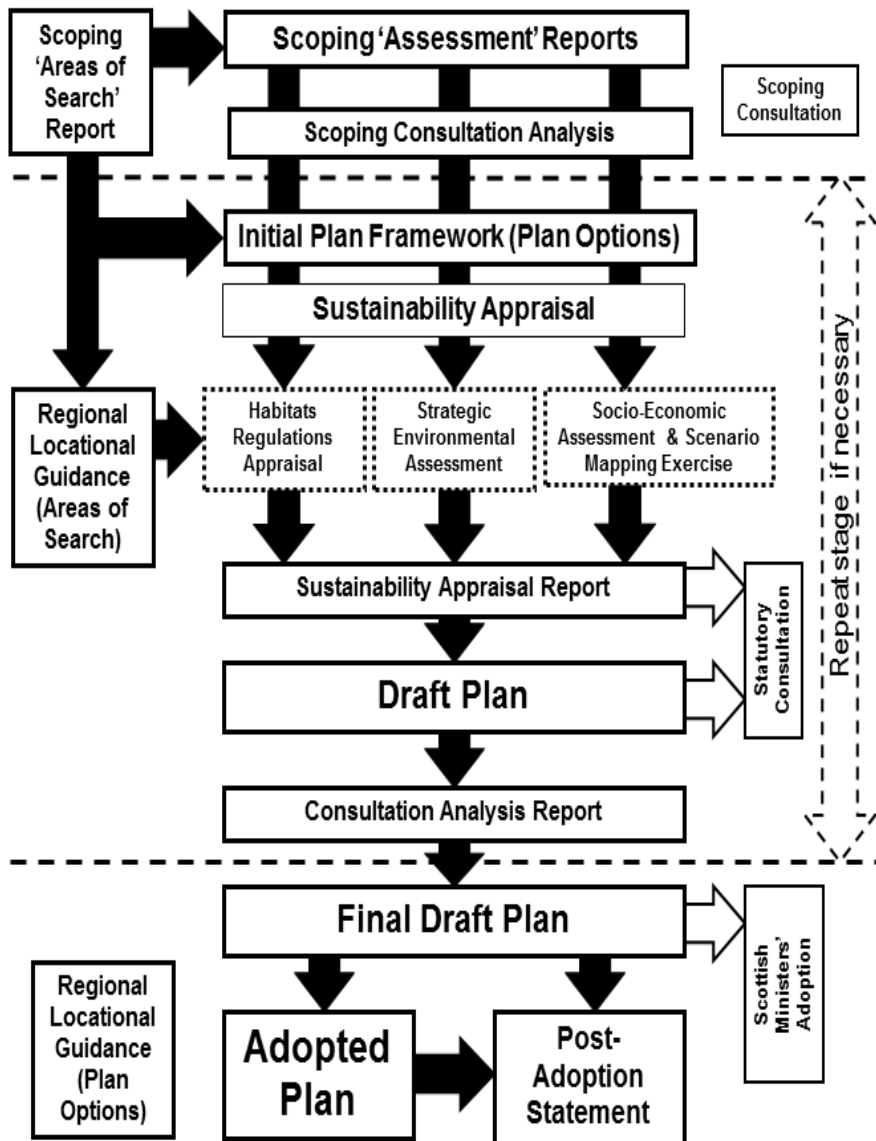 Scoping
‘Areas of
Search’
Report
Scoping ‘Assessment’ Reports
Scoping
Consultation
Scoping Consultation Analysis
Initial Plan Framework (Plan Options)
Sustainability Appraisal
Regional
Locational
Guidance
(Areas of
Search)
Habitats
Regulations
Appraisal
Strategic
Environmental
Assessment
Socio-Economic
Assessment & Scenario
Mapping Exercise
Repeat stage if necessary
Sustainability Appraisal Report
Statutory
Consultation
Draft Plan
Consultation Analysis Report
Final Draft Plan
Scottish
Ministers’
Adoption
Regional
Locational
Guidance
(Plan
Options)
Adopted
Plan
Post-
Adoption
Statement